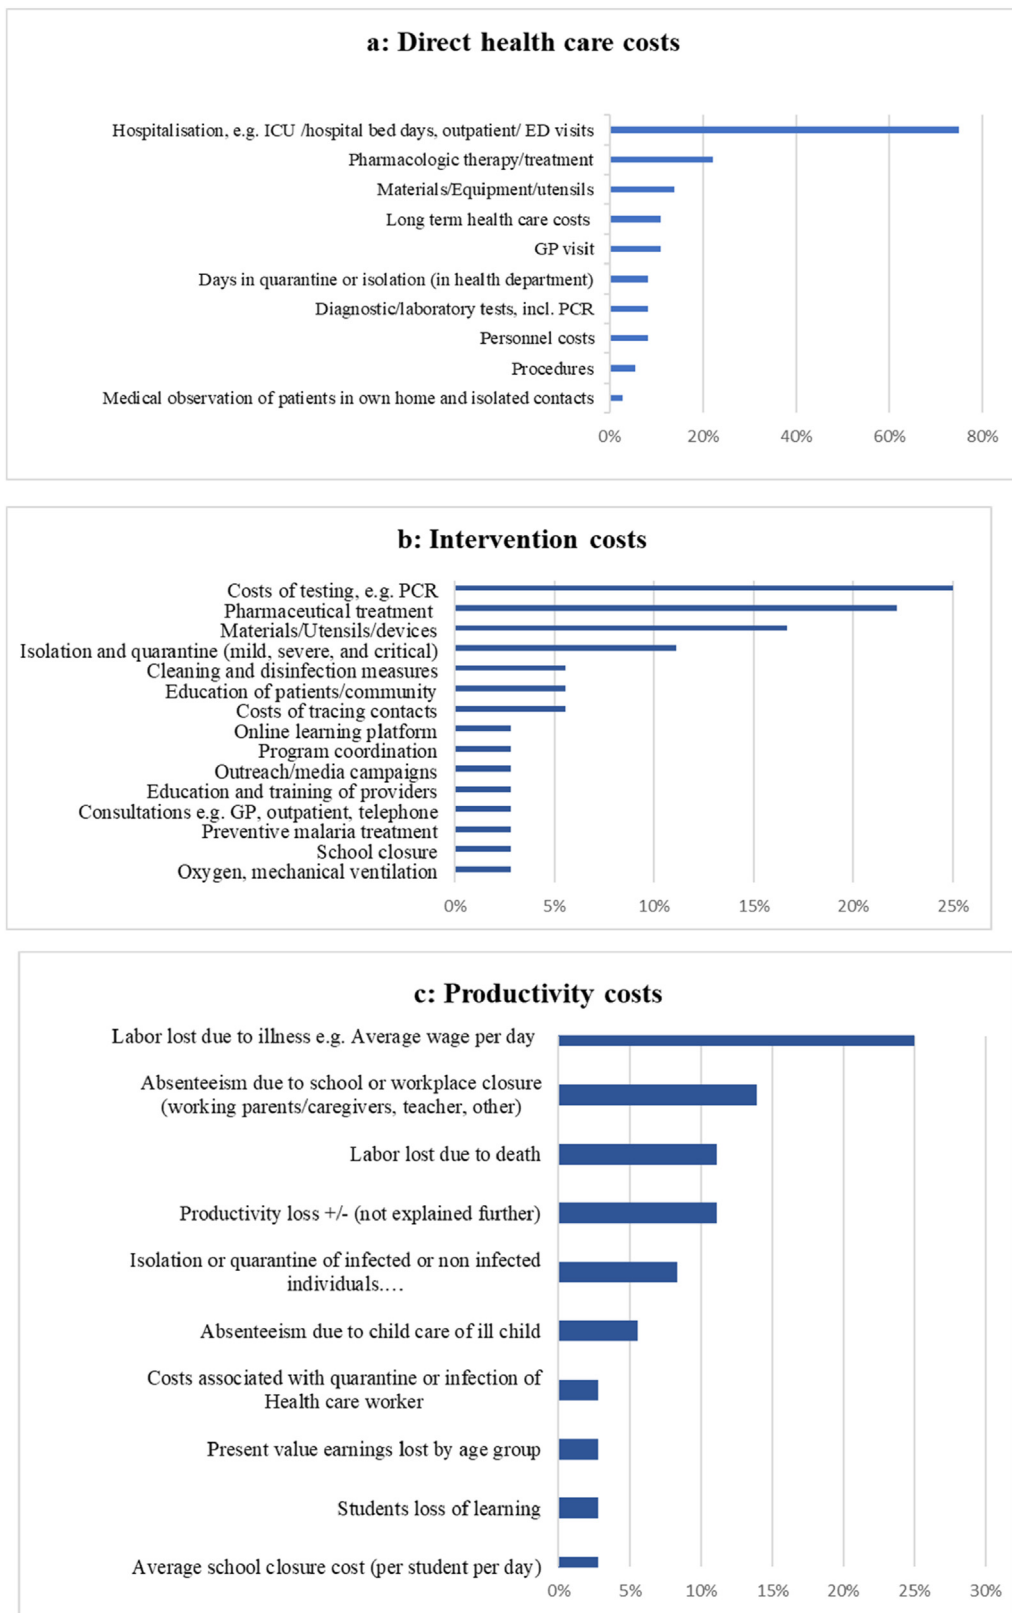 a: Direct health care costs
Hospitalisation, e.g. ICU /hospital bed days, outpatient/ ED visits
Pharmacologic therapy/treatment
Materials/Equipment/utensils
Long term health care costs
GP visit
Days in quarantine or isolation (in health department)
Diagnostic/laboratory tests, incl. PCR
Personnel costs
Procedures
Medical observation of patients in own home and isolated contacts
0% 20% 40% 60% 80%
b: Intervention costs
Costs of testing, e.g. PCR
Pharmaceutical treatment
Materials/Utensils/devices
Isolation and quarantine (mild, severe, and critical)
Cleaning and disinfection measures
Education of patients/community
Costs of tracing contacts
Online learning platform
Program coordination
Outreach/media campaigns
Education and training of providers
Consultations e.g. GP, outpatient, telephone
Preventive malaria treatment
School closure
Oxygen, mechanical ventilation
0% 5% 10% 15% 20% 25%
c: Productivity costs
Labor lost due to illness e.g. Average wage per day
Absenteeism due to school or workplace closure
(working parents/caregivers, teacher, other)
Labor lost due to death
Productivity loss +/- (not explained further)
Isolation or quarantine of infected or non infected
individuals.…
Absenteeism due to child care of ill child
Costs associated with quarantine or infection of
Health care worker
Present value earnings lost by age group
Students loss of learning
Average school closure cost (per student per day)
0% 5% 10% 15% 20% 25% 30%